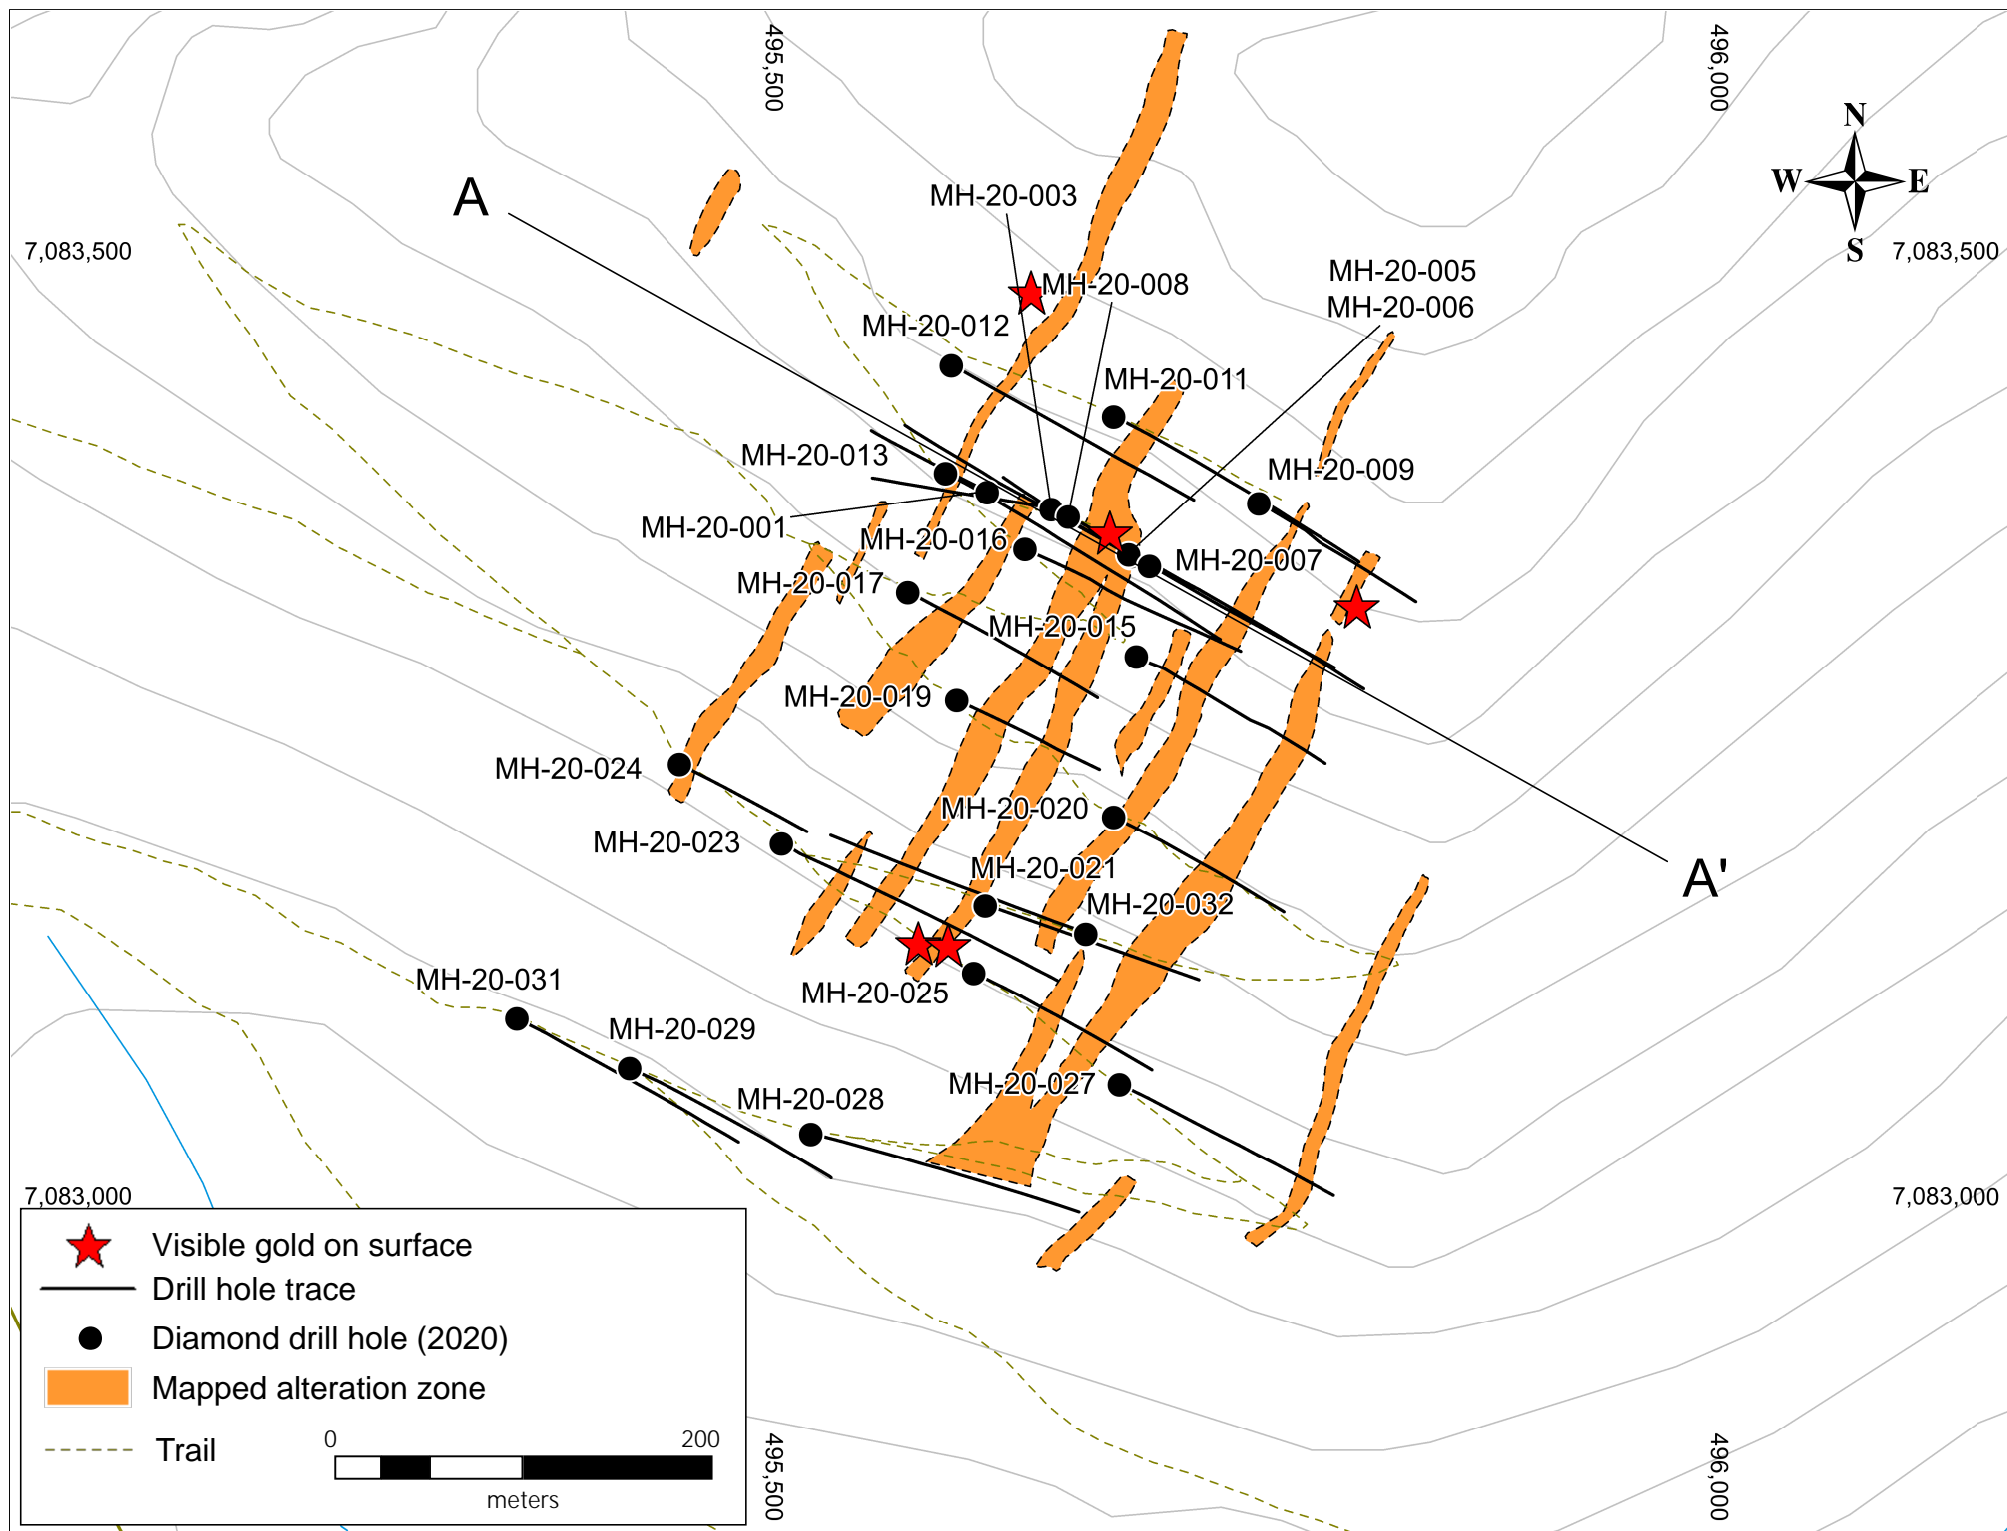 495,500
496,000
N
W
E
S
A
MH-20-003
7,083,500
7,083,500
MH-20-005
MH-20-006
MH-20-008
MH-20-012
MH-20-011
MH-20-013
MH-20-009
MH-20-001
MH-20-016
MH-20-007
MH-20-017
MH-20-015
MH-20-019
MH-20-024
MH-20-020
MH-20-023
MH-20-021
A'
MH-20-032
MH-20-031
MH-20-025
MH-20-029
MH-20-027
MH-20-028
7,083,000
7,083,000
Visible gold on surface
Drill hole trace
Diamond drill hole (2020)
Mapped alteration zone
Trail
0
200
meters
495,500
496,000